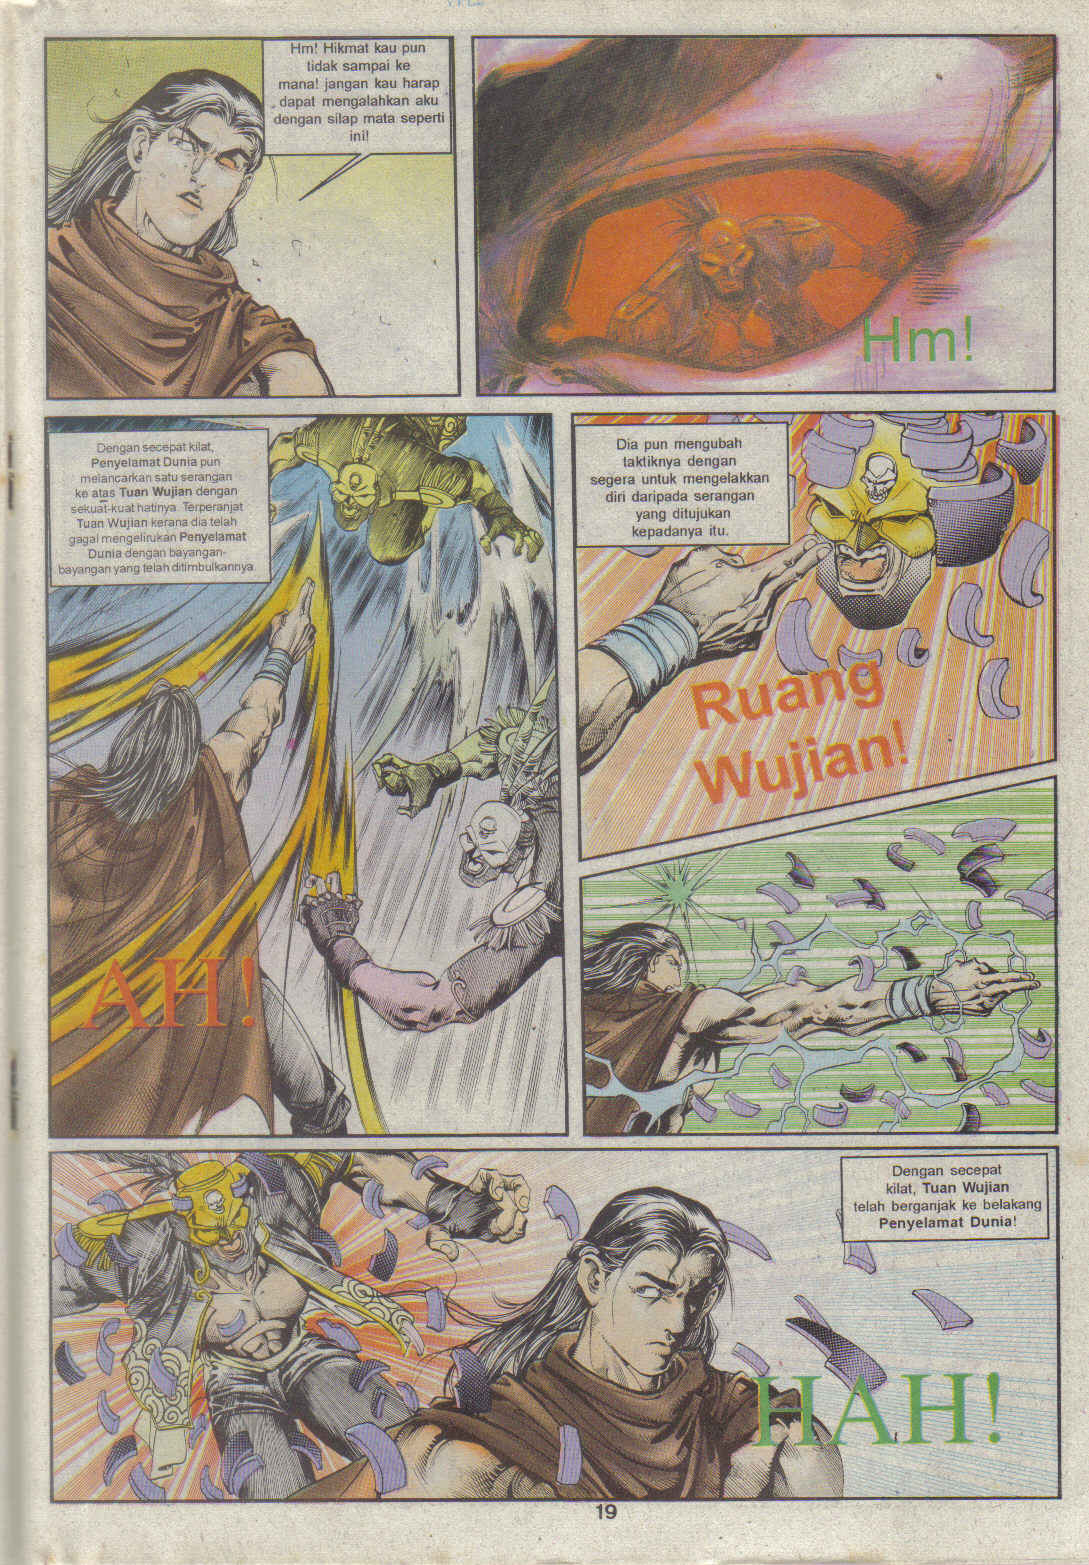 Hm! Hikmat kau pun
tidak sampai ke
mana! jangan kau harap
dapat mengalahkan aku
dengan silap mata seperti
ini!
Hm!
Dengan secepat kilat,
Penyelamat Dunia pun
melancarkan satu serangan
ke atas Tuan Wujian dengan
sekuat-kuat hatinya. Terperanjat
Tuan Wujian kerana dia telah
gagal mengelirukan Penyelamat
Dunia dengan bayangan-
bayangan yang telah ditimbulkannya.
AH!
Dia pun mengubah
taktiknya dengan
segera untuk mengelakkan
diri daripada serangan
yang ditujukan
kepadanya itu.
Ruang
Wujian!
Dengan secepat
kilat, Tuan Wujian
telah berganjak ke belakang
Penyelamat Dunia!
HAH!
19